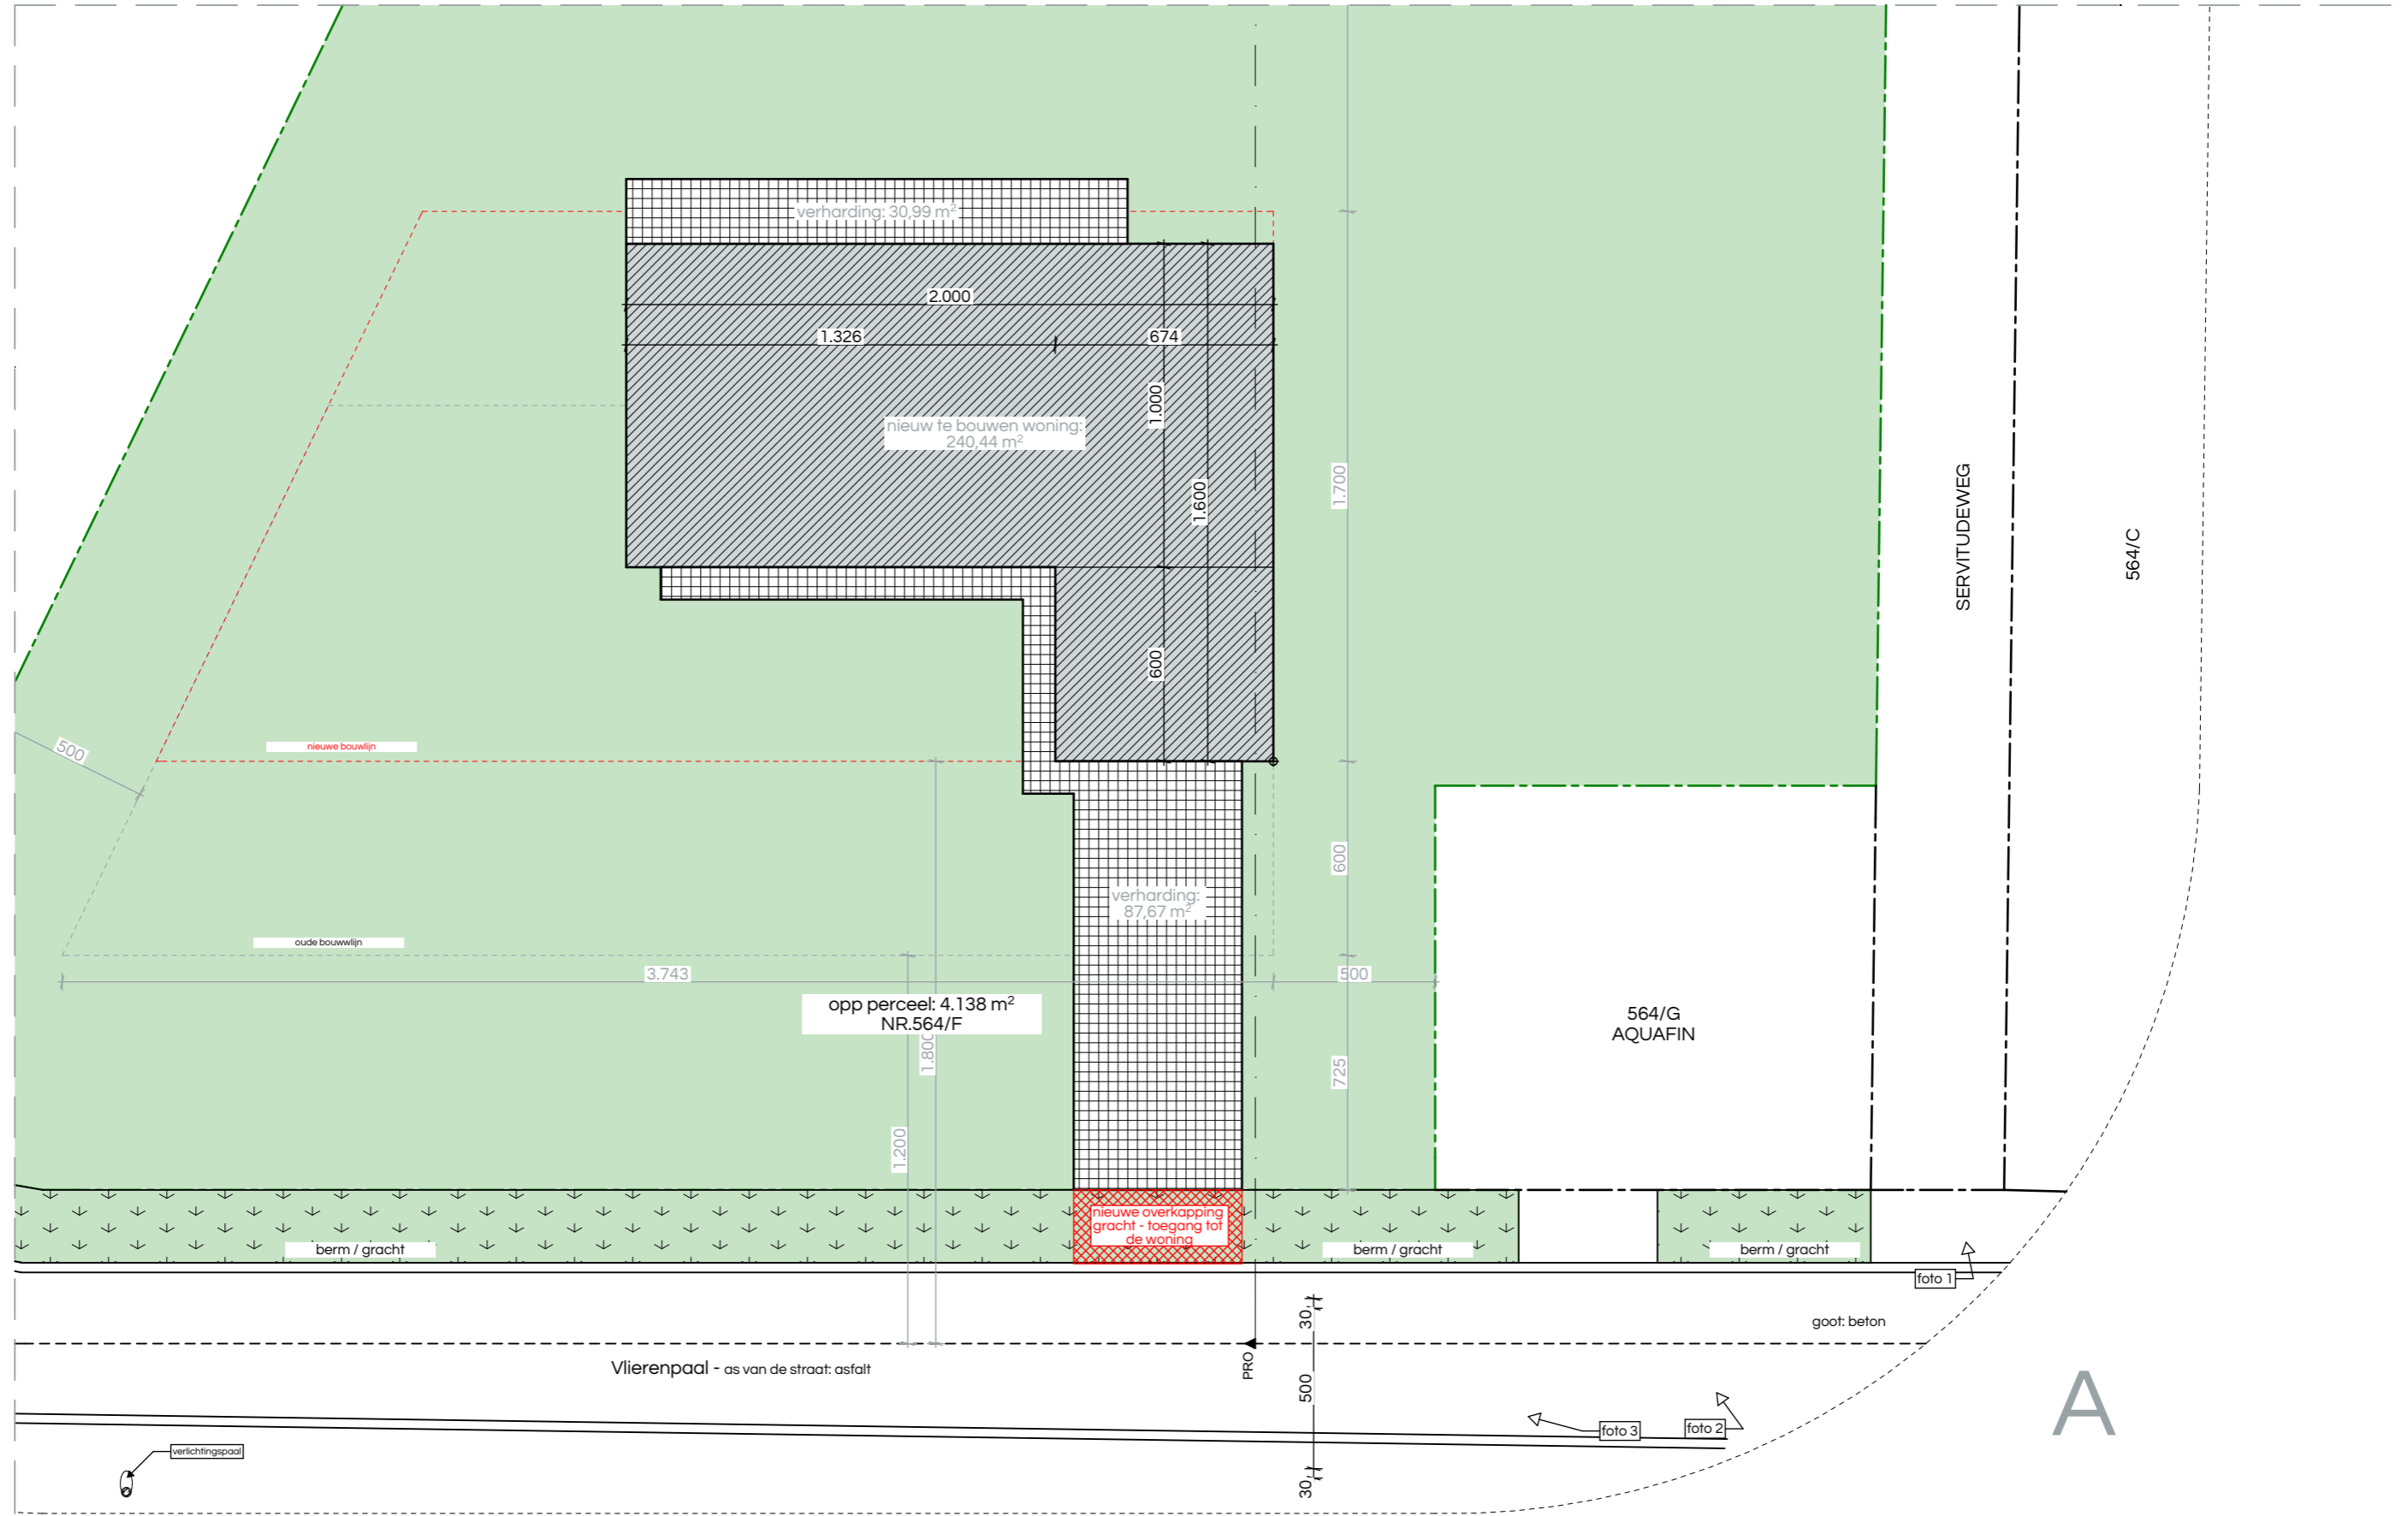 verharding: 30,99 m²
2.000
1.326
674
1.000
nieuw te bouwen woning:
240,44 m²
1.600
1.700
600
SERVITUDEWEG
564/C
500
nieuwe bouwlijn
verharding:
87,67 m²
600
oude bouwwlijn
3.743
500
opp perceel: 4.138 m²
NR.564/F
1.800
1.200
725
564/G
AQUAFIN
nieuwe overkapping
gracht - toegang tot
de woning
berm / gracht
berm / gracht
berm / gracht
foto 1
goot: beton
30
500
30
PRO
Vlierenpaal - as van de straat: asfalt
foto 3
foto 2
verlichtingspaal
A